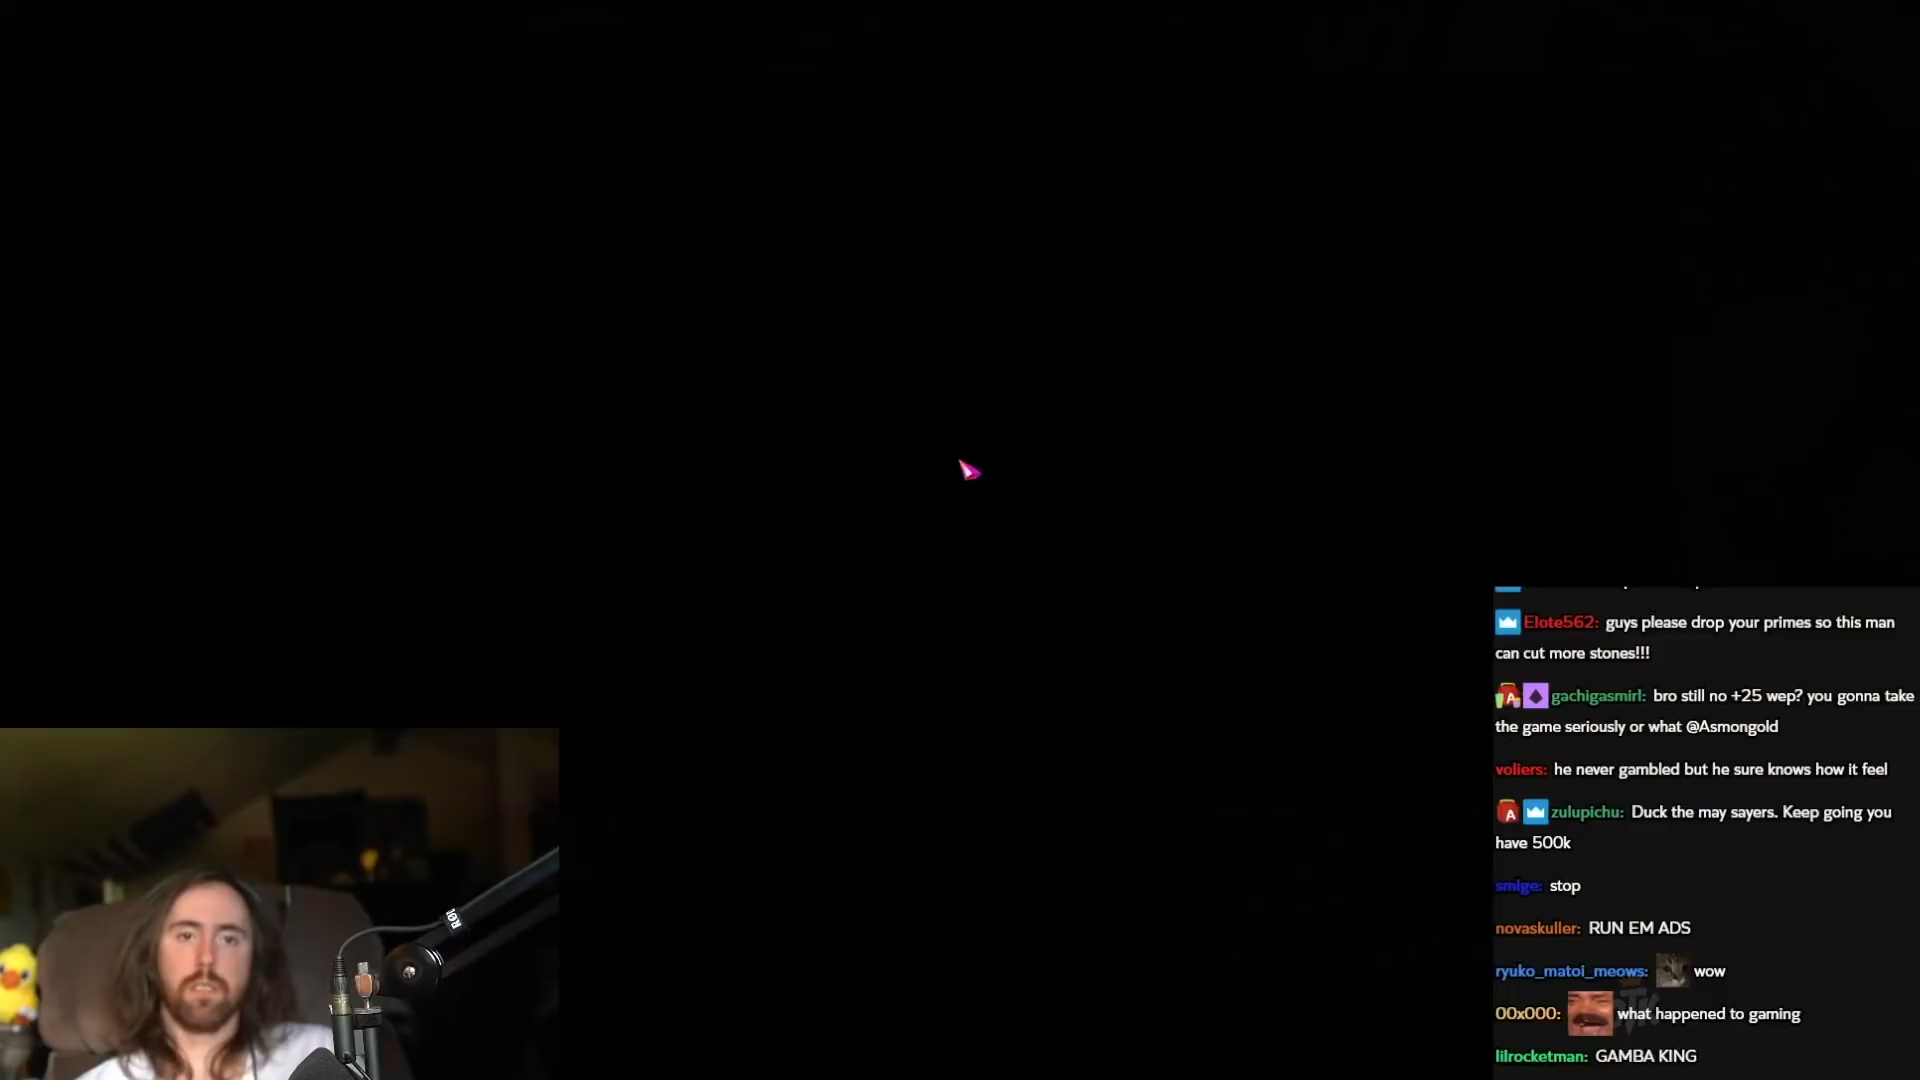 Elote562: guys please drop your primes so this man
can cut more stones!!!
gachigasmirl: bro still no +25 wep? you gonna take
the game seriously or what @Asmongold
voliers: he never gambled but he sure knows how it feel
zulupichu: Duck the may sayers. Keep going you
have 500k
smlge: stop
novaskuller: RUN EM ADS
ryuko_matoi_meows: wow
00x000: what happened to gaming
lilrocketman: GAMBA KING